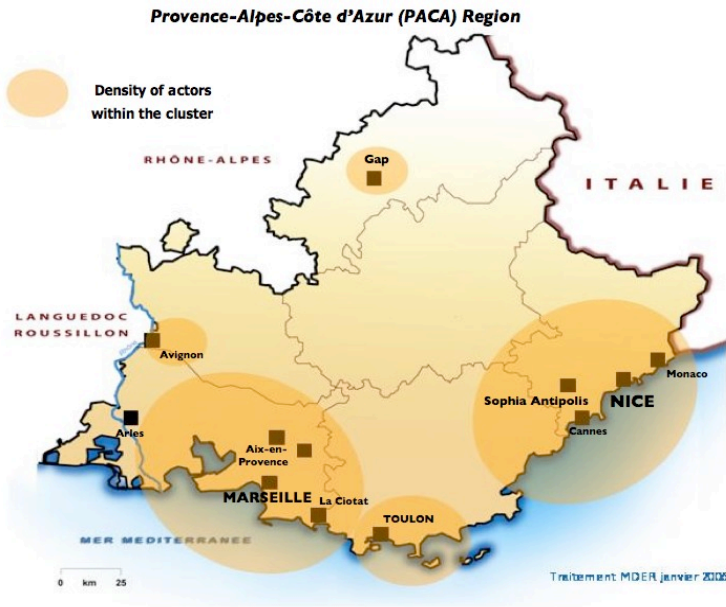 Provence-Alpes-Côte d'Azur (PACA) Region
Density of actors
within the cluster
RHÔNE-ALPES
Gap
ITALIE
LANGUEDOC
ROUSSILLON
Rhône
Avignon
Monaco
Sophia Antipolis
NICE
Cannes
Arles
Aix-en-
Provence
MARSEILLE
La Ciotat
TOULON
MER MEDITERRANEE
0 km 25
Traitement MDER janvier 2005